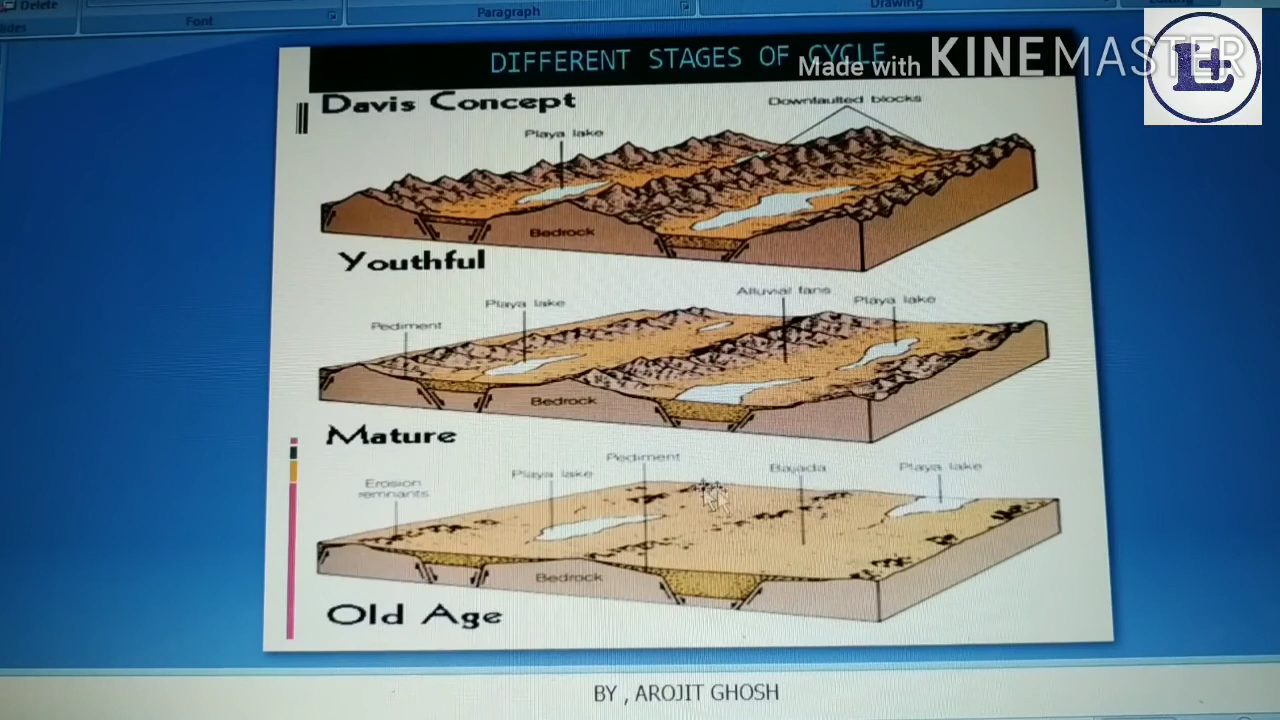 Delete
Font
Paragraph
Drawing
Editing
DIFFERENT STAGES OF CYCLE
Made with KINEMASTER
Davis Concept
Downfaulted blocks
Playa lake
Bedrock
Youthful
Alluvial fans
Playa lake
Playa lake
Pediment
Bedrock
Mature
Pediment
Playa lake
Bajada
Playa lake
Erosion
remnants
Bedrock
Old Age
BY , AROJIT GHOSH